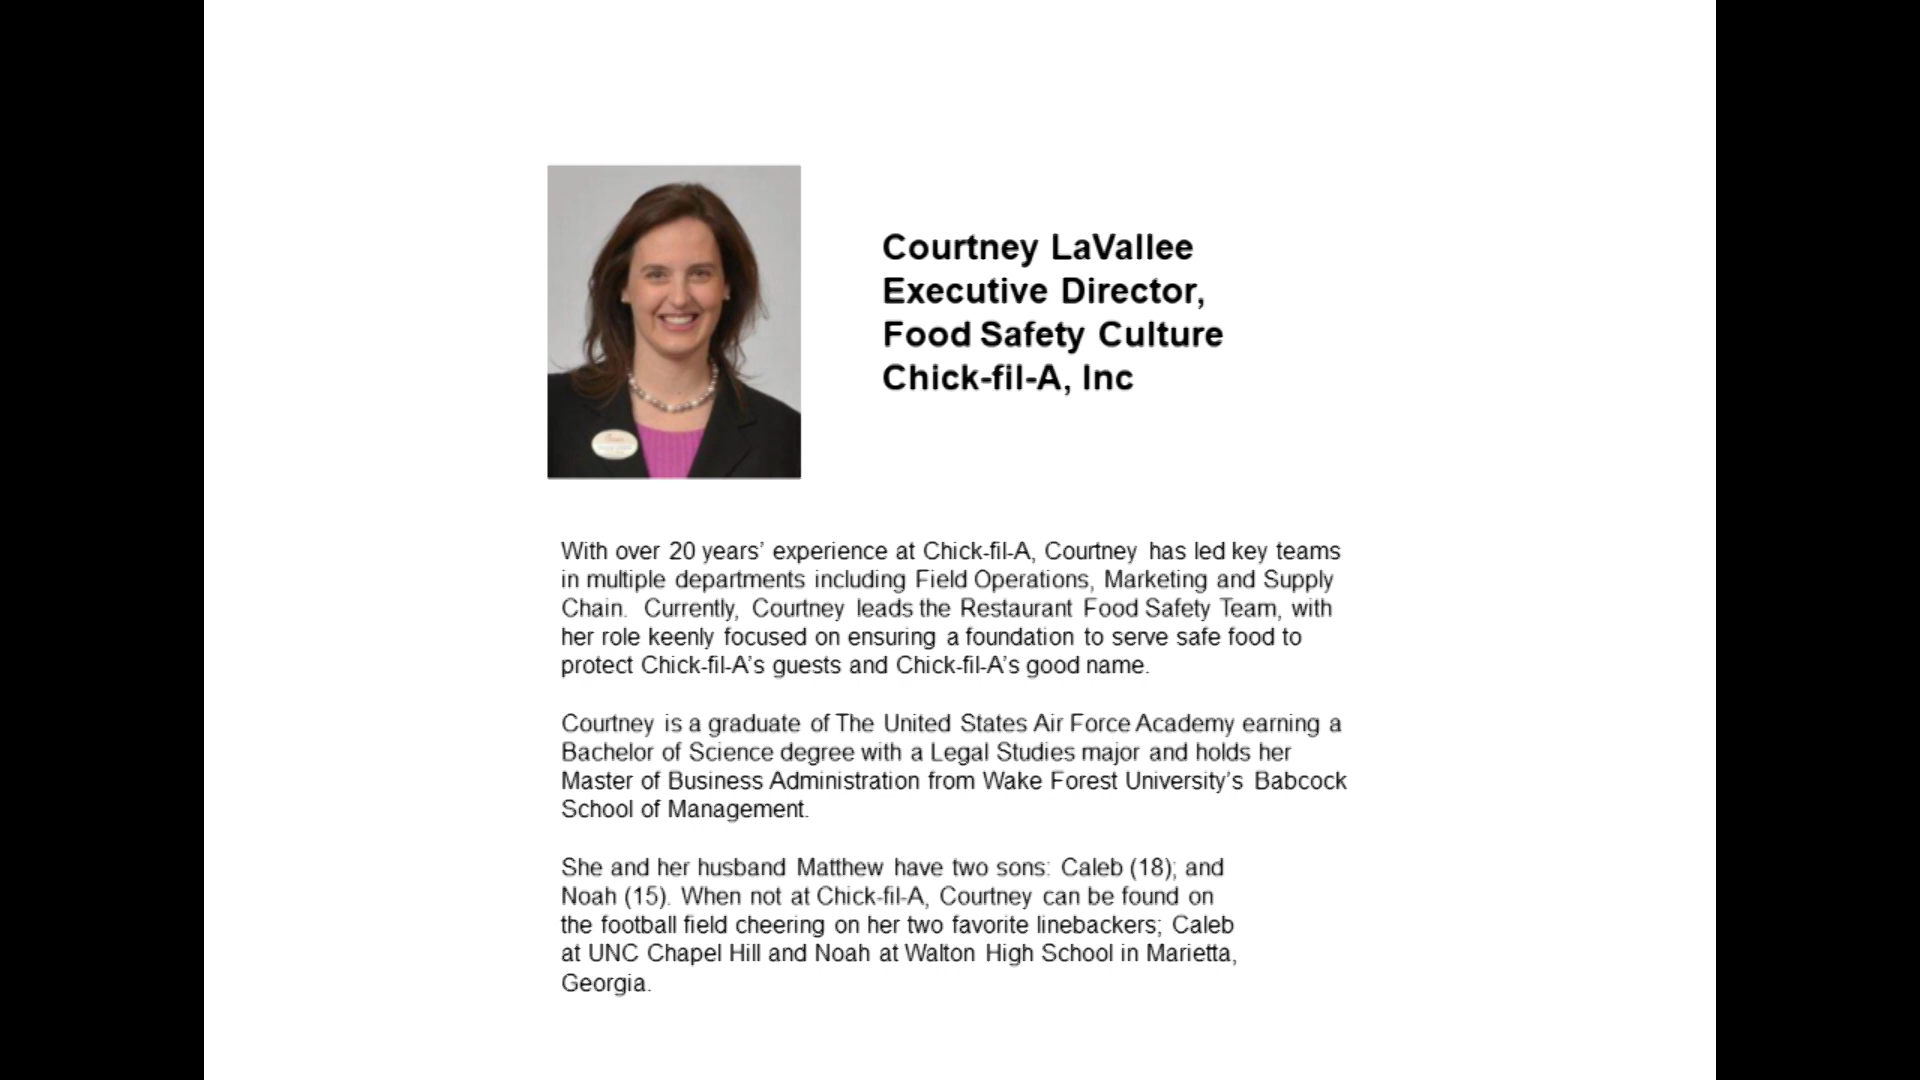 Courtney LaVallee
Executive Director,
Food Safety Culture
Chick-fil-A, Inc
With over 20 years’ experience at Chick-fil-A, Courtney has led key teams
in multiple departments including Field Operations, Marketing and Supply
Chain. Currently, Courtney leads the Restaurant Food Safety Team, with
her role keenly focused on ensuring a foundation to serve safe food to
protect Chick-fil-A’s guests and Chick-fil-A’s good name.
Courtney is a graduate of The United States Air Force Academy earning a
Bachelor of Science degree with a Legal Studies major and holds her
Master of Business Administration from Wake Forest University’s Babcock
School of Management.
She and her husband Matthew have two sons: Caleb (18); and
Noah (15). When not at Chick-fil-A, Courtney can be found on
the football field cheering on her two favorite linebackers; Caleb
at UNC Chapel Hill and Noah at Walton High School in Marietta,
Georgia.